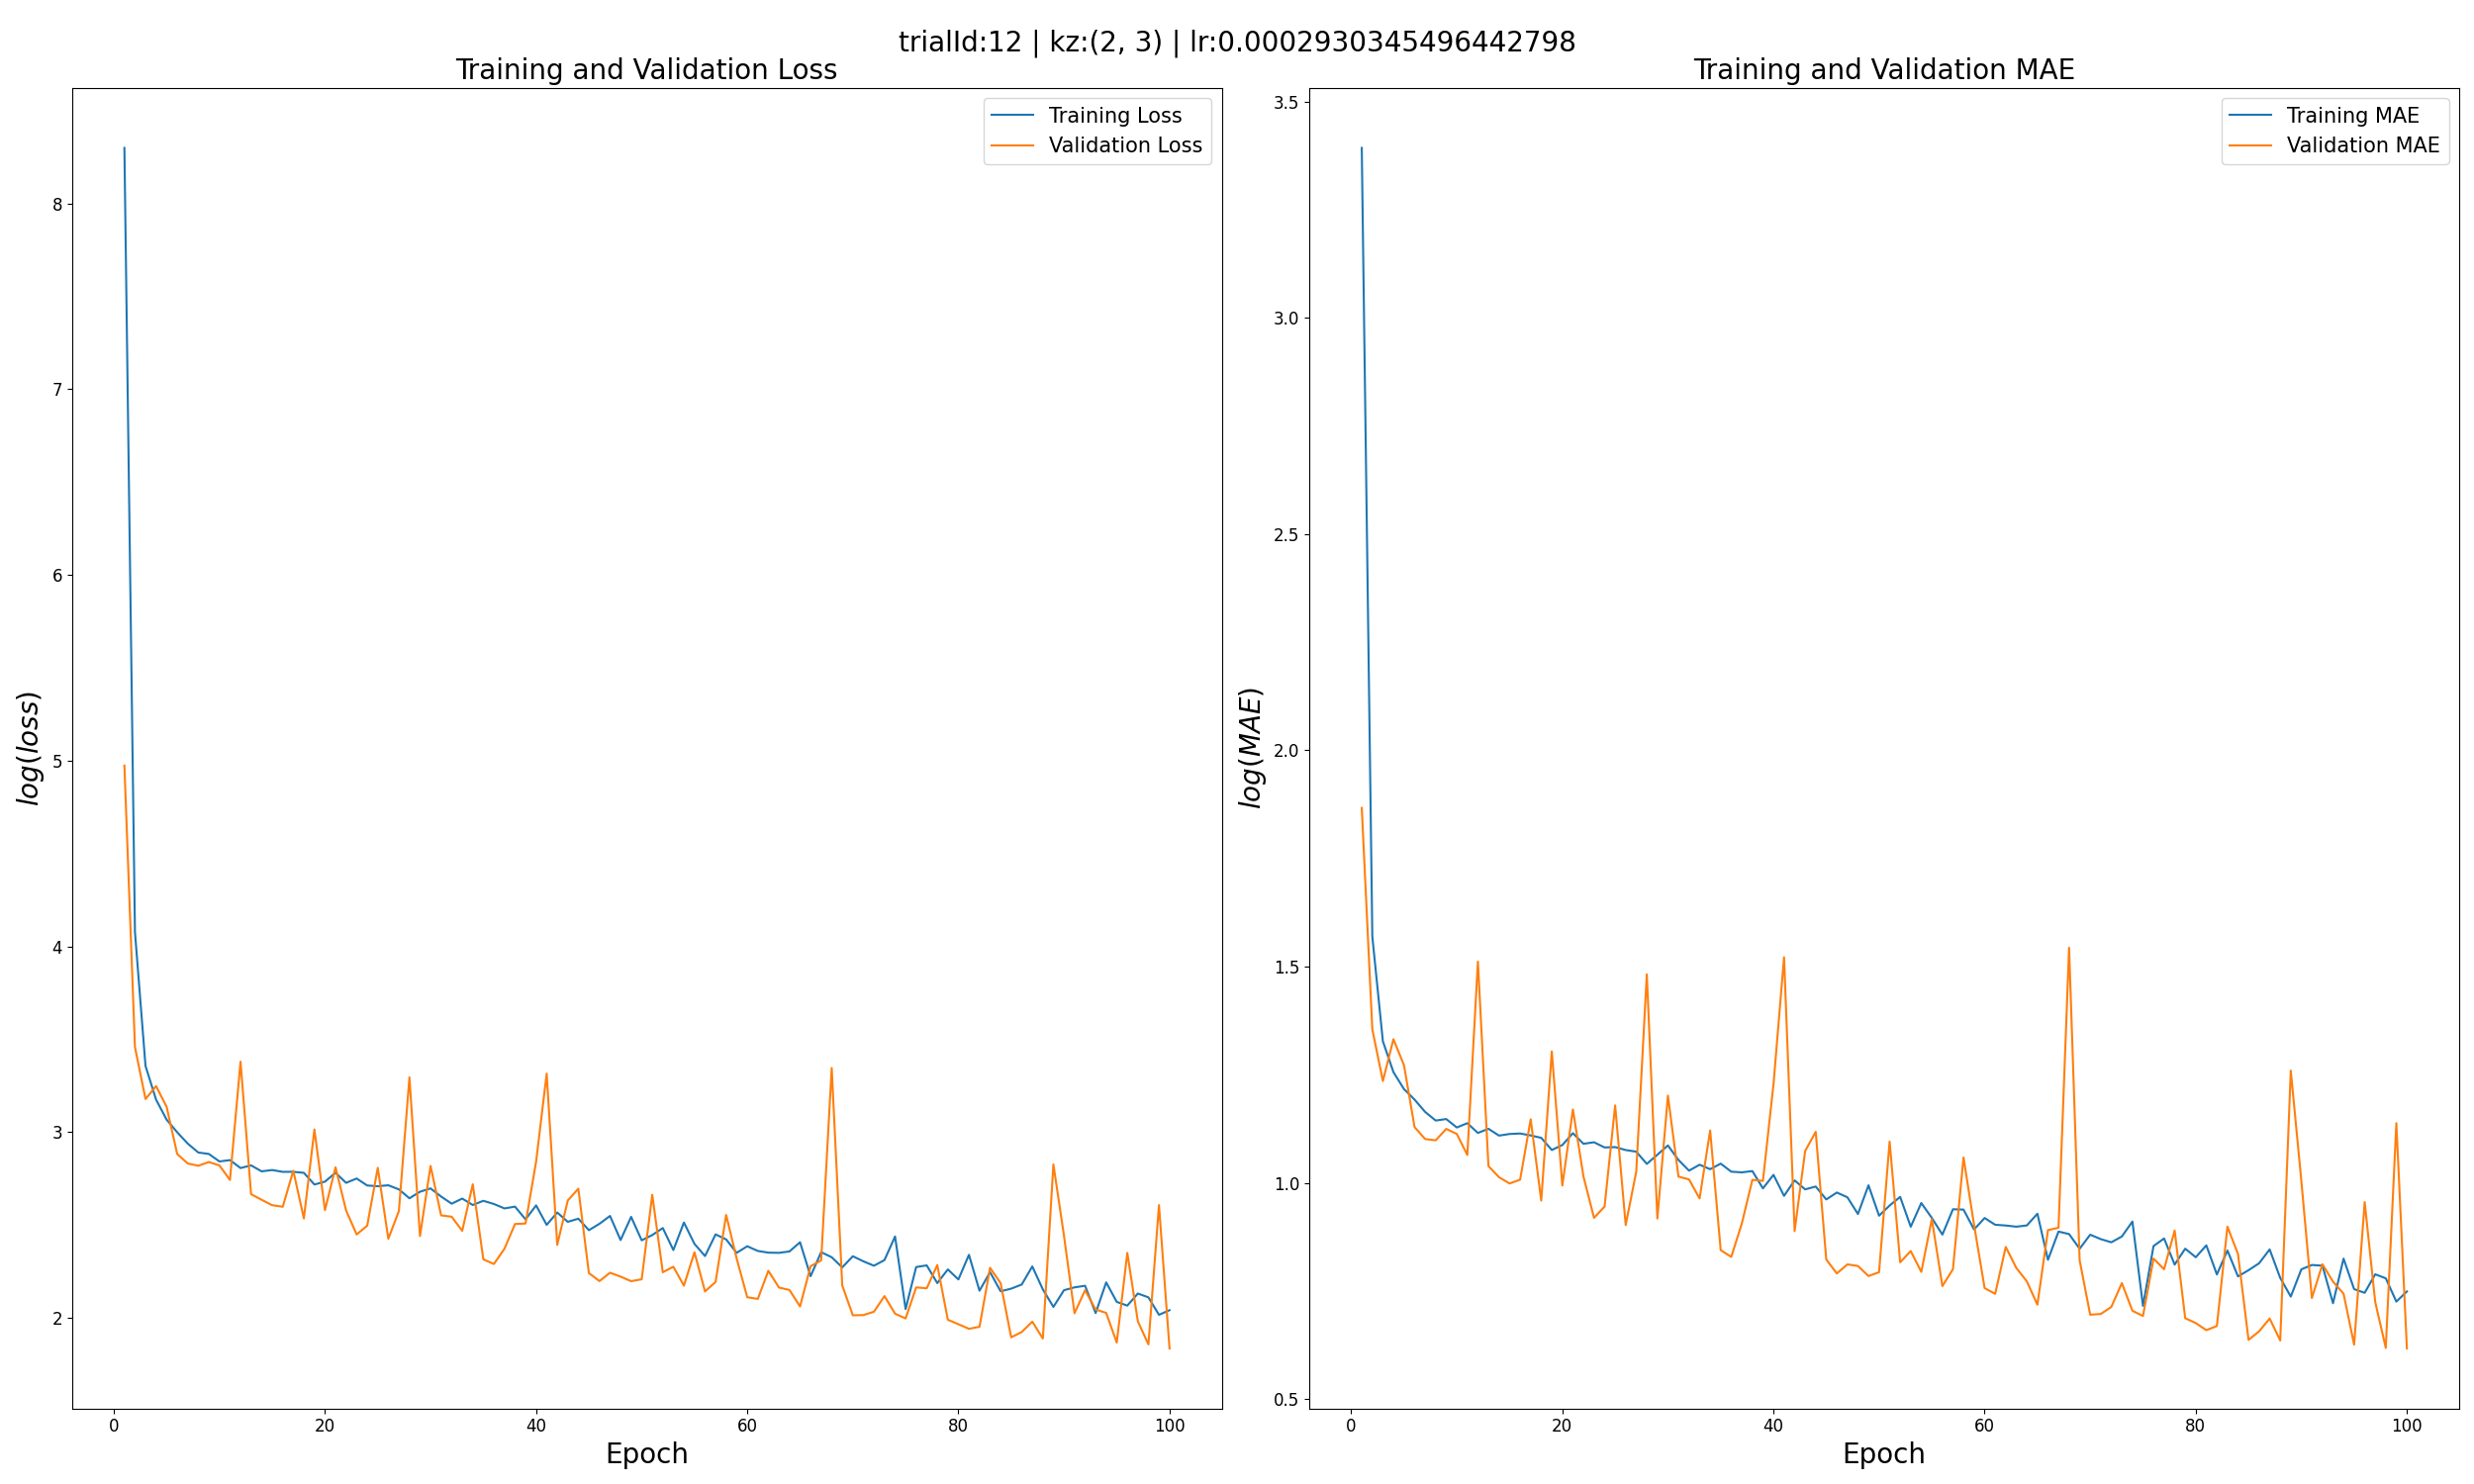 trialId:12 | kz:(2, 3) | lr:0.0002930345496442798
Training and Validation Loss
Training Loss
Validation Loss
8
7
6
5
4
3
2
log(loss)
0 20 40 60 80 100
Epoch
Training and Validation MAE
Training MAE
Validation MAE
3.5
3.0
2.5
2.0
1.5
1.0
0.5
log(MAE)
0 20 40 60 80 100
Epoch